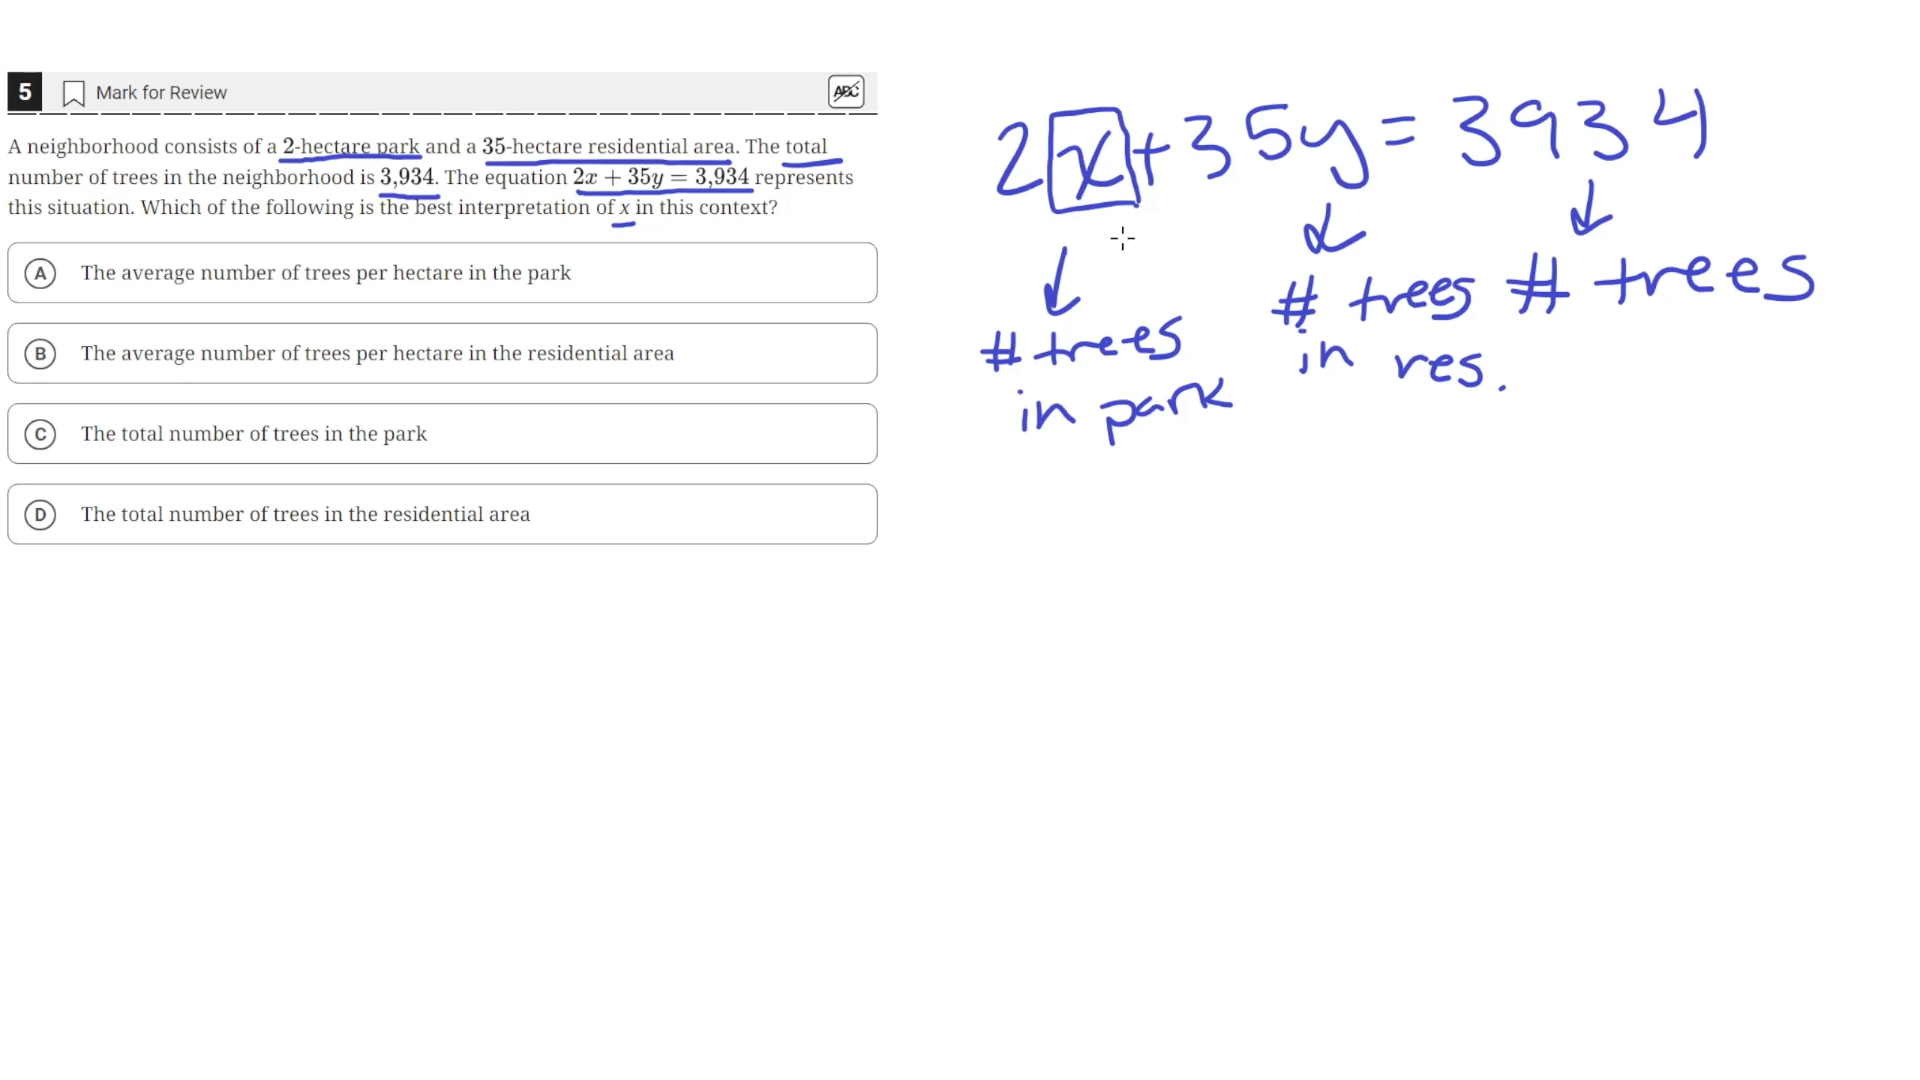 5 Mark for Review ABC
A neighborhood consists of a 2-hectare park and a 35-hectare residential area. The total
number of trees in the neighborhood is 3,934. The equation 2x + 35y = 3,934 represents
this situation. Which of the following is the best interpretation of x in this context?
A The average number of trees per hectare in the park
B The average number of trees per hectare in the residential area
C The total number of trees in the park
D The total number of trees in the residential area
2x+35y=3934
# trees
in park
# trees
in res.
# trees